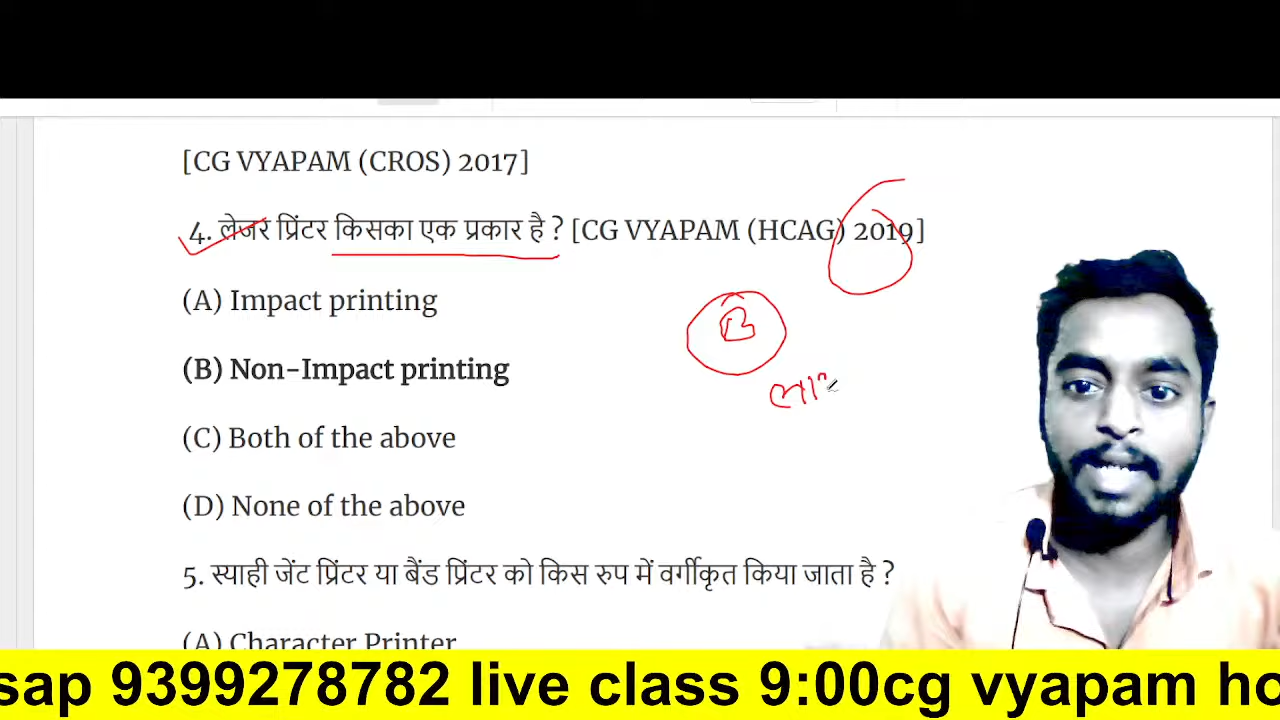 [CG VYAPAM (CROS) 2017]
4. लेजर प्रिंटर किसका एक प्रकार है ? [CG VYAPAM (HCAG) 2019]
(A) Impact printing
B
(B) Non-Impact printing
(C) Both of the above
(D) None of the above
5. स्याही जेंट प्रिंटर या बैंड प्रिंटर को किस रुप में वर्गीकृत किया जाता है ?
(A) Character Printer
sap 9399278782 live class 9:00cg vyapam ho